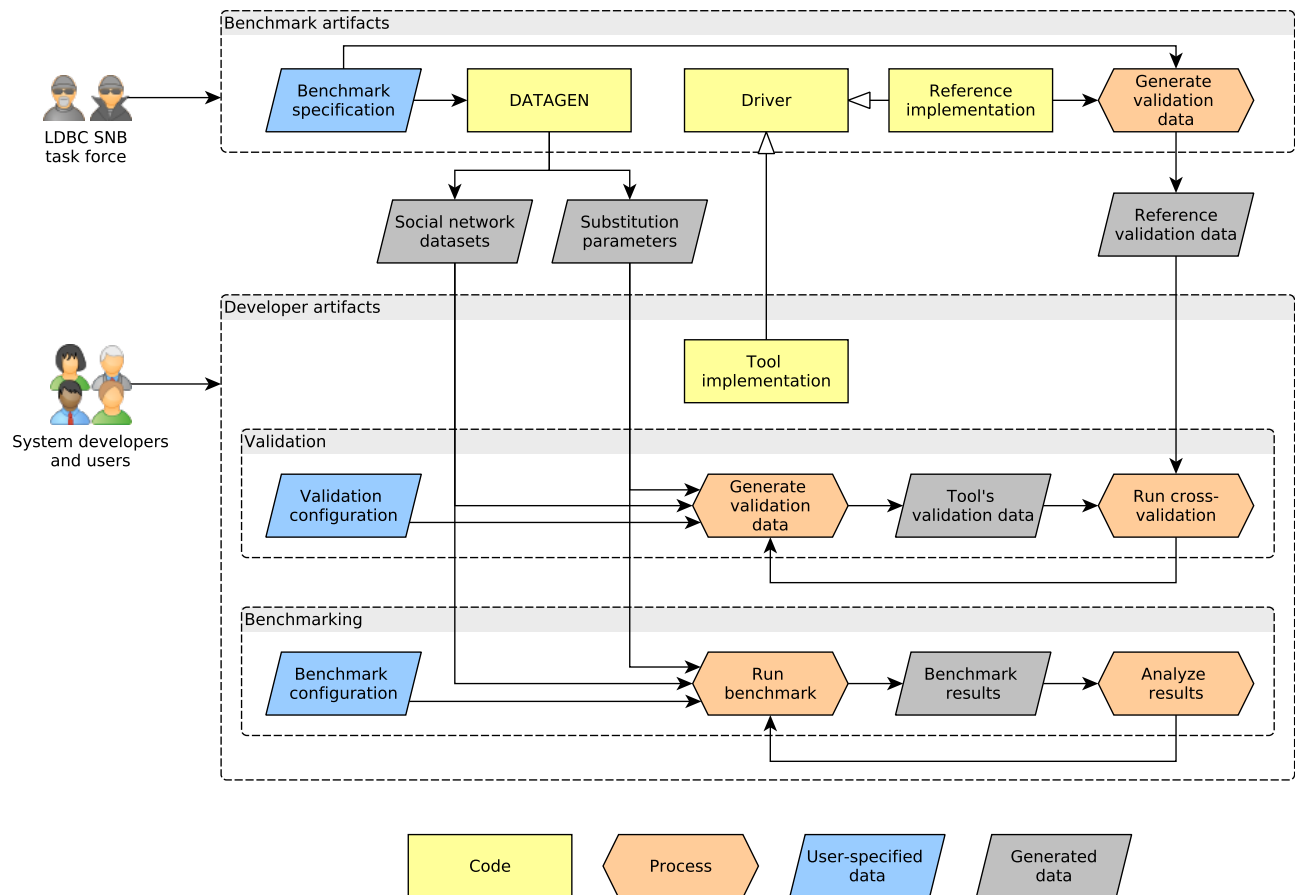 Benchmark artifacts
Benchmark
specification
DATAGEN
Driver
Reference
implementation
Generate
validation
data
LDBC SNB
task force
Social network
datasets
Substitution
parameters
Reference
validation data
Developer artifacts
Tool
implementation
System developers
and users
Validation
Validation
configuration
Generate
validation
data
Tool's
validation data
Run cross-
validation
Benchmarking
Benchmark
configuration
Run
benchmark
Benchmark
results
Analyze
results
Code
Process
User-specified
data
Generated
data